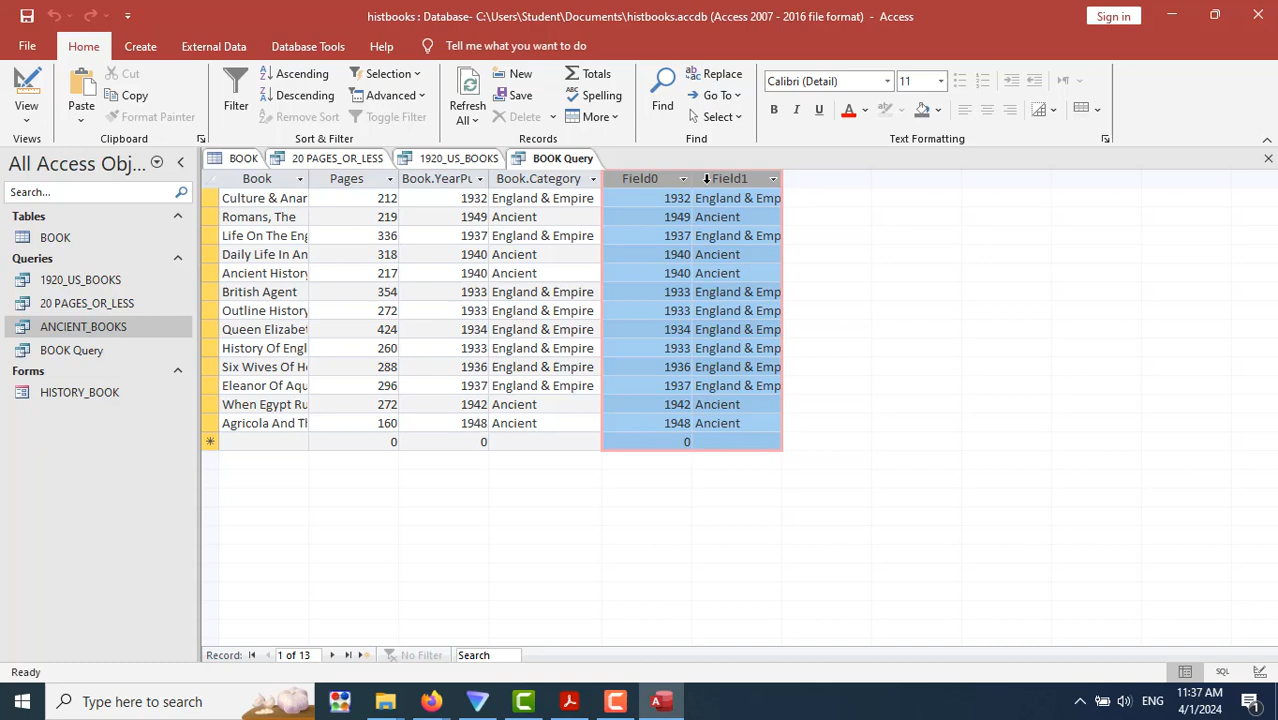 histbooks : Database- C:\Users\Student\Documents\histbooks.accdb (Access 2007 - 2016 file format) - Access
Sign in
File Home Create External Data Database Tools Help Tell me what you want to do
View
Views
Paste
Cut
Copy
Format Painter
Clipboard
Filter
Ascending
Descending
Remove Sort
Selection
Advanced
Toggle Filter
Sort & Filter
Refresh
All
New
Save
Delete
Totals
Spelling
More
Records
Find
Replace
Go To
Select
Find
Calibri (Detail) 11
B I U A
Text Formatting
All Access Obj...
Search...
Tables
BOOK
Queries
1920_US_BOOKS
20 PAGES_OR_LESS
ANCIENT_BOOKS
BOOK Query
Forms
HISTORY_BOOK
BOOK 20 PAGES_OR_LESS 1920_US_BOOKS BOOK Query
Book Pages Book.YearPu Book.Category Field0 Field1
Culture & Anar 212 1932 England & Empire 1932 England & Emp
Romans, The 219 1949 Ancient 1949 Ancient
Life On The Eng 336 1937 England & Empire 1937 England & Emp
Daily Life In An 318 1940 Ancient 1940 Ancient
Ancient History 217 1940 Ancient 1940 Ancient
British Agent 354 1933 England & Empire 1933 England & Emp
Outline History 272 1933 England & Empire 1933 England & Emp
Queen Elizabet 424 1934 England & Empire 1934 England & Emp
History Of Engl 260 1933 England & Empire 1933 England & Emp
Six Wives Of He 288 1936 England & Empire 1936 England & Emp
Eleanor Of Aqu 296 1937 England & Empire 1937 England & Emp
When Egypt Ru 272 1942 Ancient 1942 Ancient
Agricola And Th 160 1948 Ancient 1948 Ancient
* 0 0 0
Record: 1 of 13 No Filter Search
Ready
SQL
Type here to search
ENG
11:37 AM
4/1/2024
1